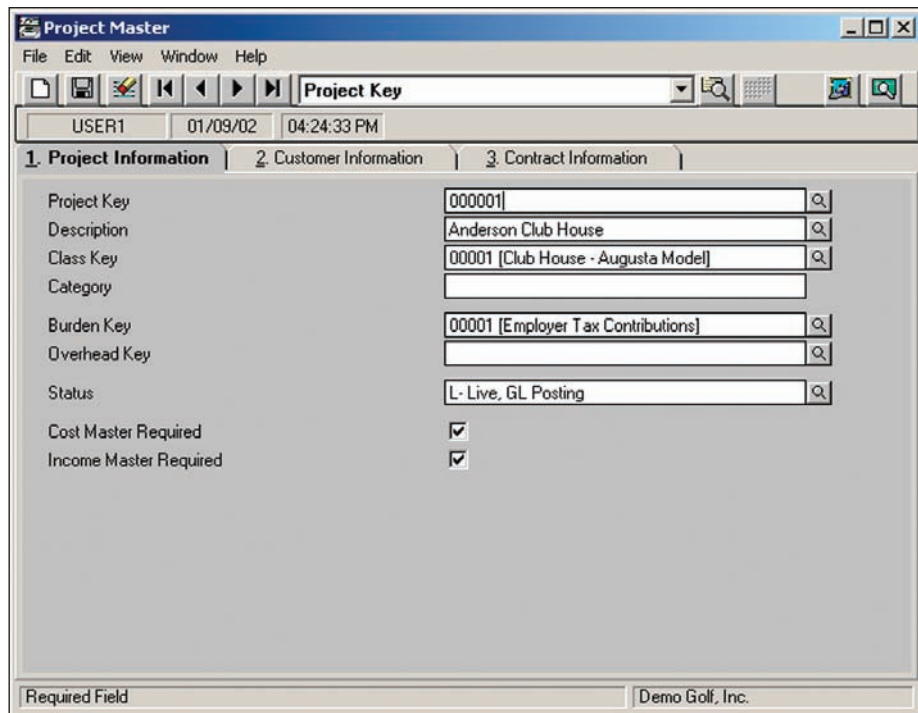 Project Master
File Edit View Window Help
Project Key
USER1 01/09/02 04:24:33 PM
1. Project Information 2. Customer Information 3. Contract Information
Project Key 000001
Description Anderson Club House
Class Key 00001 [Club House - Augusta Model]
Category
Burden Key 00001 [Employer Tax Contributions]
Overhead Key
Status L- Live, GL Posting
Cost Master Required
Income Master Required
Required Field Demo Golf, Inc.